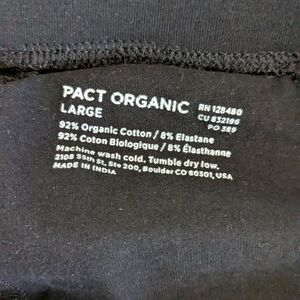 PACT ORGANIC RN 128480
LARGE CU 832196
PO 389
92% Organic Cotton / 8% Elastane
92% Coton Biologique / 8% Élasthanne
Machine wash cold. Tumble dry low.
2108 55th St, Ste 200, Boulder CO 80301, USA
MADE IN INDIA